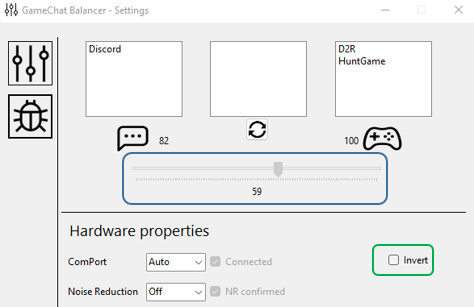 GameChat Balancer - Settings
Discord
D2R
HuntGame
82
100
59
Hardware properties
ComPort
Auto
Connected
Invert
Noise Reduction
Off
NR confirmed